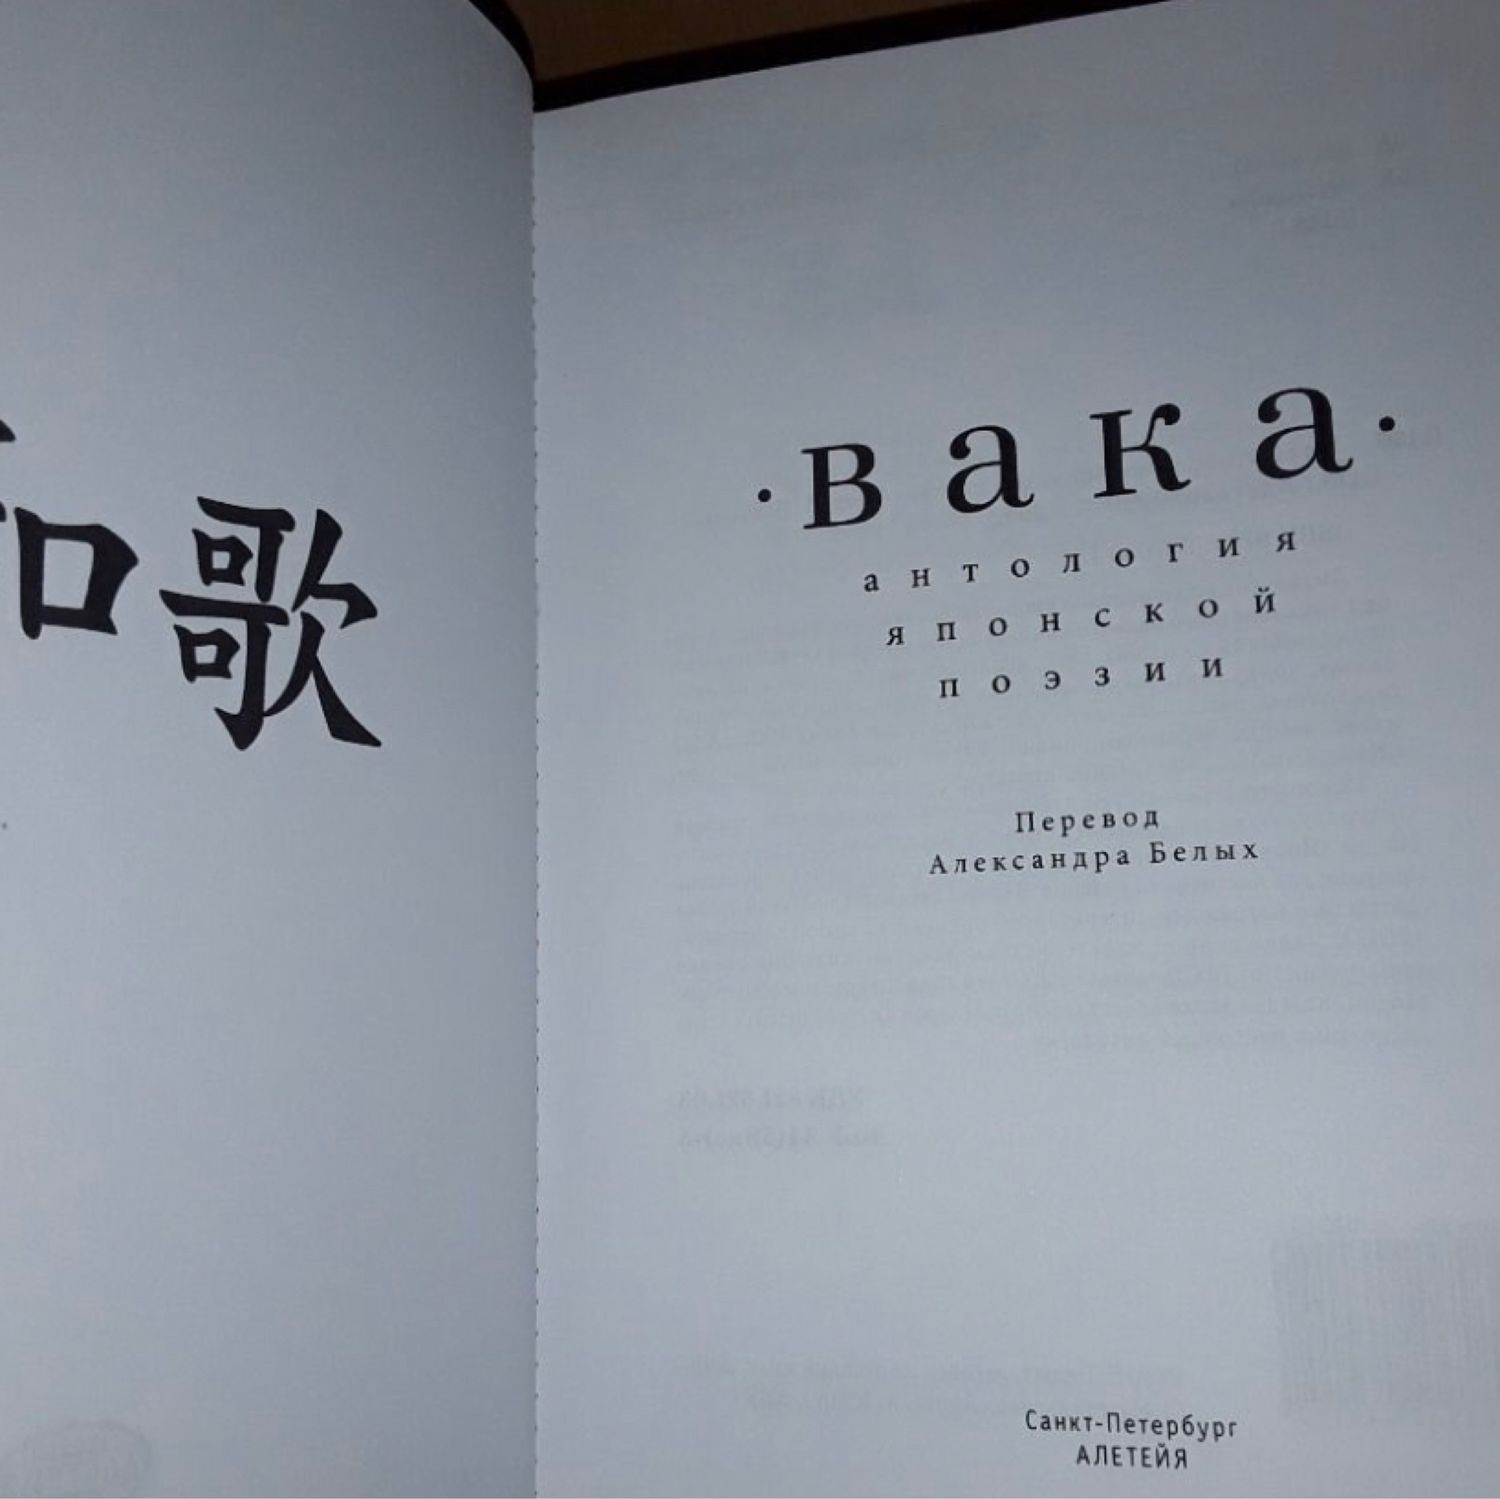 和歌
·вака·
антология
японской
поэзии
Перевод
Александра Белых
Санкт-Петербург
АЛЕТЕЙЯ